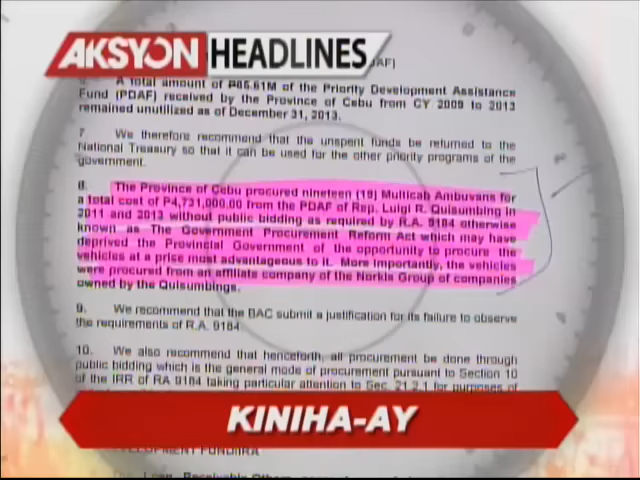 AKSYON HEADLINES
DAF)
A total amount of ₱85.61M of the Priority Development Assistance
Fund (PDAF) received by the Province of Cebu from CY 2009 to 2013
remained unutilized as of December 31, 2013.
7. We therefore recommend that the unspent funds be returned to the
National Treasury so that it can be used for the other priority programs of the
government.
8. The Province of Cebu procured nineteen (19) Multicab Ambuvans for
a total cost of P4,731,000.00 from the PDAF of Rep. Luigi R. Quisumbing in
2011 and 2013 without public bidding as required by R.A. 9184 otherwise
known as The Government Procurement Reform Act which may have
deprived the Provincial Government of the opportunity to procure the
vehicles at a price most advantageous to it. More importantly, the vehicles
were procured from an affiliate company of the Norkis Group of companies
owned by the Quisumbings.
9. We recommend that the BAC submit a justification for its failure to observe
the requirements of R.A. 9184
10. We also recommend that henceforth, all procurement be done through
public bidding which is the general mode of procurement pursuant to Section 10
of the IRR of RA 9184 taking particular attention to Sec. 21.2.1 for purposes of
KINIHA-AY